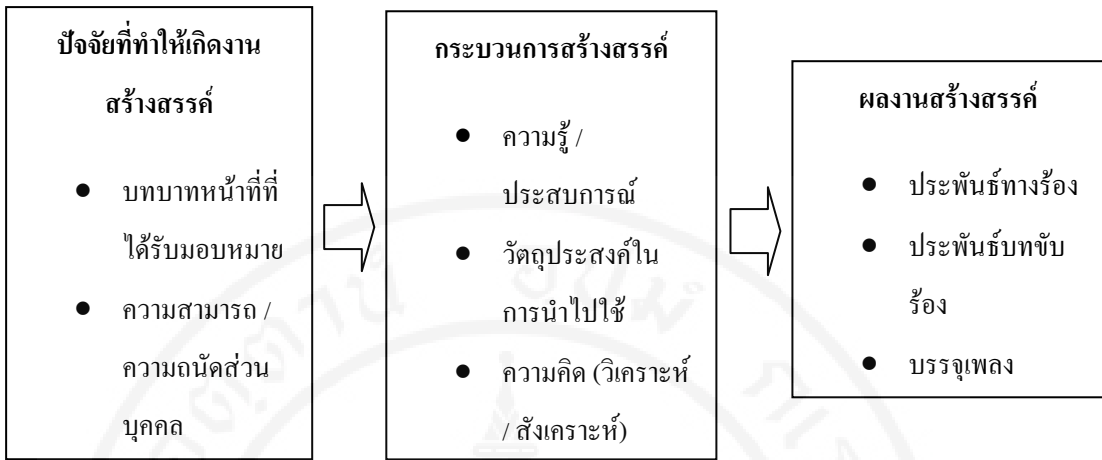 ปัจจัยที่ทำให้เกิดงาน
สร้างสรรค์
● บทบาทหน้าที่ที่
ได้รับมอบหมาย
● ความสามารถ /
ความถนัดส่วน
บุคคล
กระบวนการสร้างสรรค์
● ความรู้ /
ประสบการณ์
● วัตถุประสงค์ใน
การนำไปใช้
● ความคิด (วิเคราะห์
/ สังเคราะห์)
ผลงานสร้างสรรค์
● ประพันธ์ทางร้อง
● ประพันธ์บทขับ
ร้อง
● บรรจุเพลง